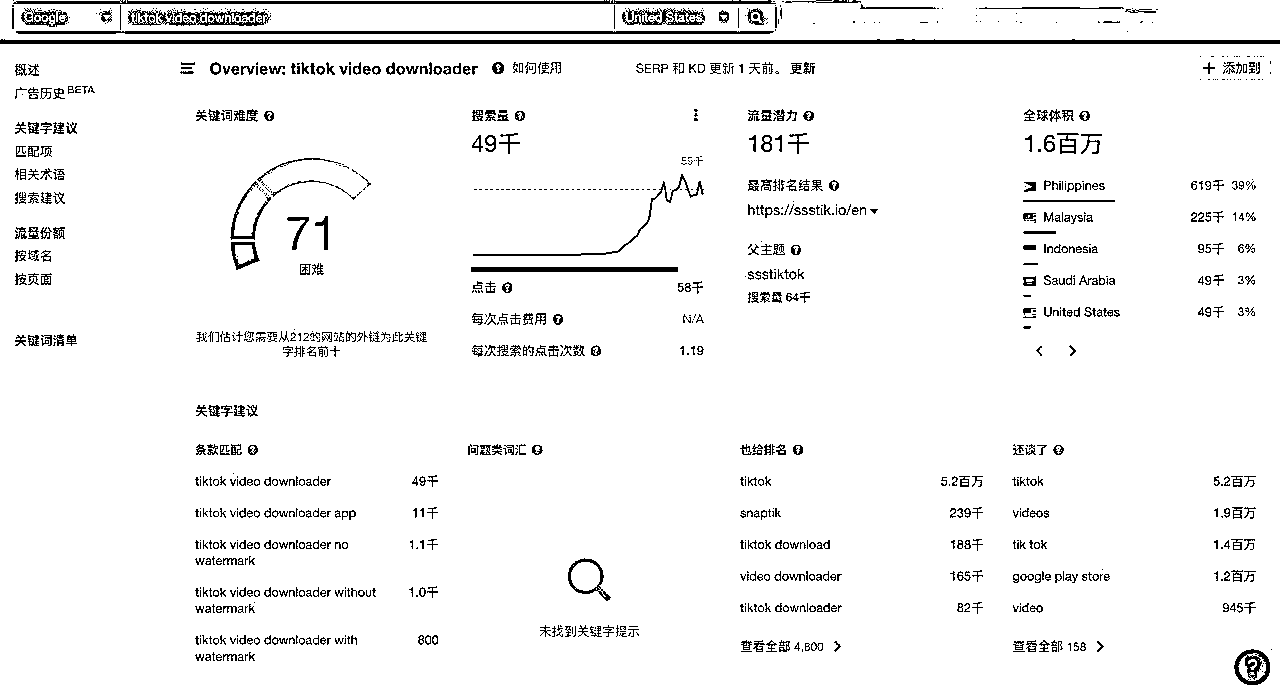 Google
tiktok video downloader
United States
概述
广告历史 BETA
关键字建议
匹配项
相关术语
搜索建议
流量份额
按域名
按页面
关键词清单
Overview: tiktok video downloader
如何使用
SERP 和 KD 更新 1 天前。 更新
+ 添加到
关键词难度
71
困难
我们估计您需要从212的网站的外链为此关键
字排名前十
搜索量
49千
55千
点击 58千
每次点击费用 N/A
每次搜索的点击次数 1.19
流量潜力
181千
最高排名结果
https://ssstik.io/en
父主题
ssstiktok
搜索量 64千
全球体积
1.6百万
Philippines 619千 39%
Malaysia 225千 14%
Indonesia 95千 6%
Saudi Arabia 49千 3%
United States 49千 3%
关键字建议
条款匹配
tiktok video downloader 49千
tiktok video downloader app 11千
tiktok video downloader no 1.1千
watermark
tiktok video downloader without 1.0千
watermark
tiktok video downloader with 800
watermark
问题类词汇
未找到关键字提示
也给排名
tiktok 5.2百万
snaptik 239千
tiktok download 188千
video downloader 165千
tiktok downloader 82千
查看全部 4,800
还谈了
tiktok 5.2百万
videos 1.9百万
tik tok 1.4百万
google play store 1.2百万
video 945千
查看全部 158